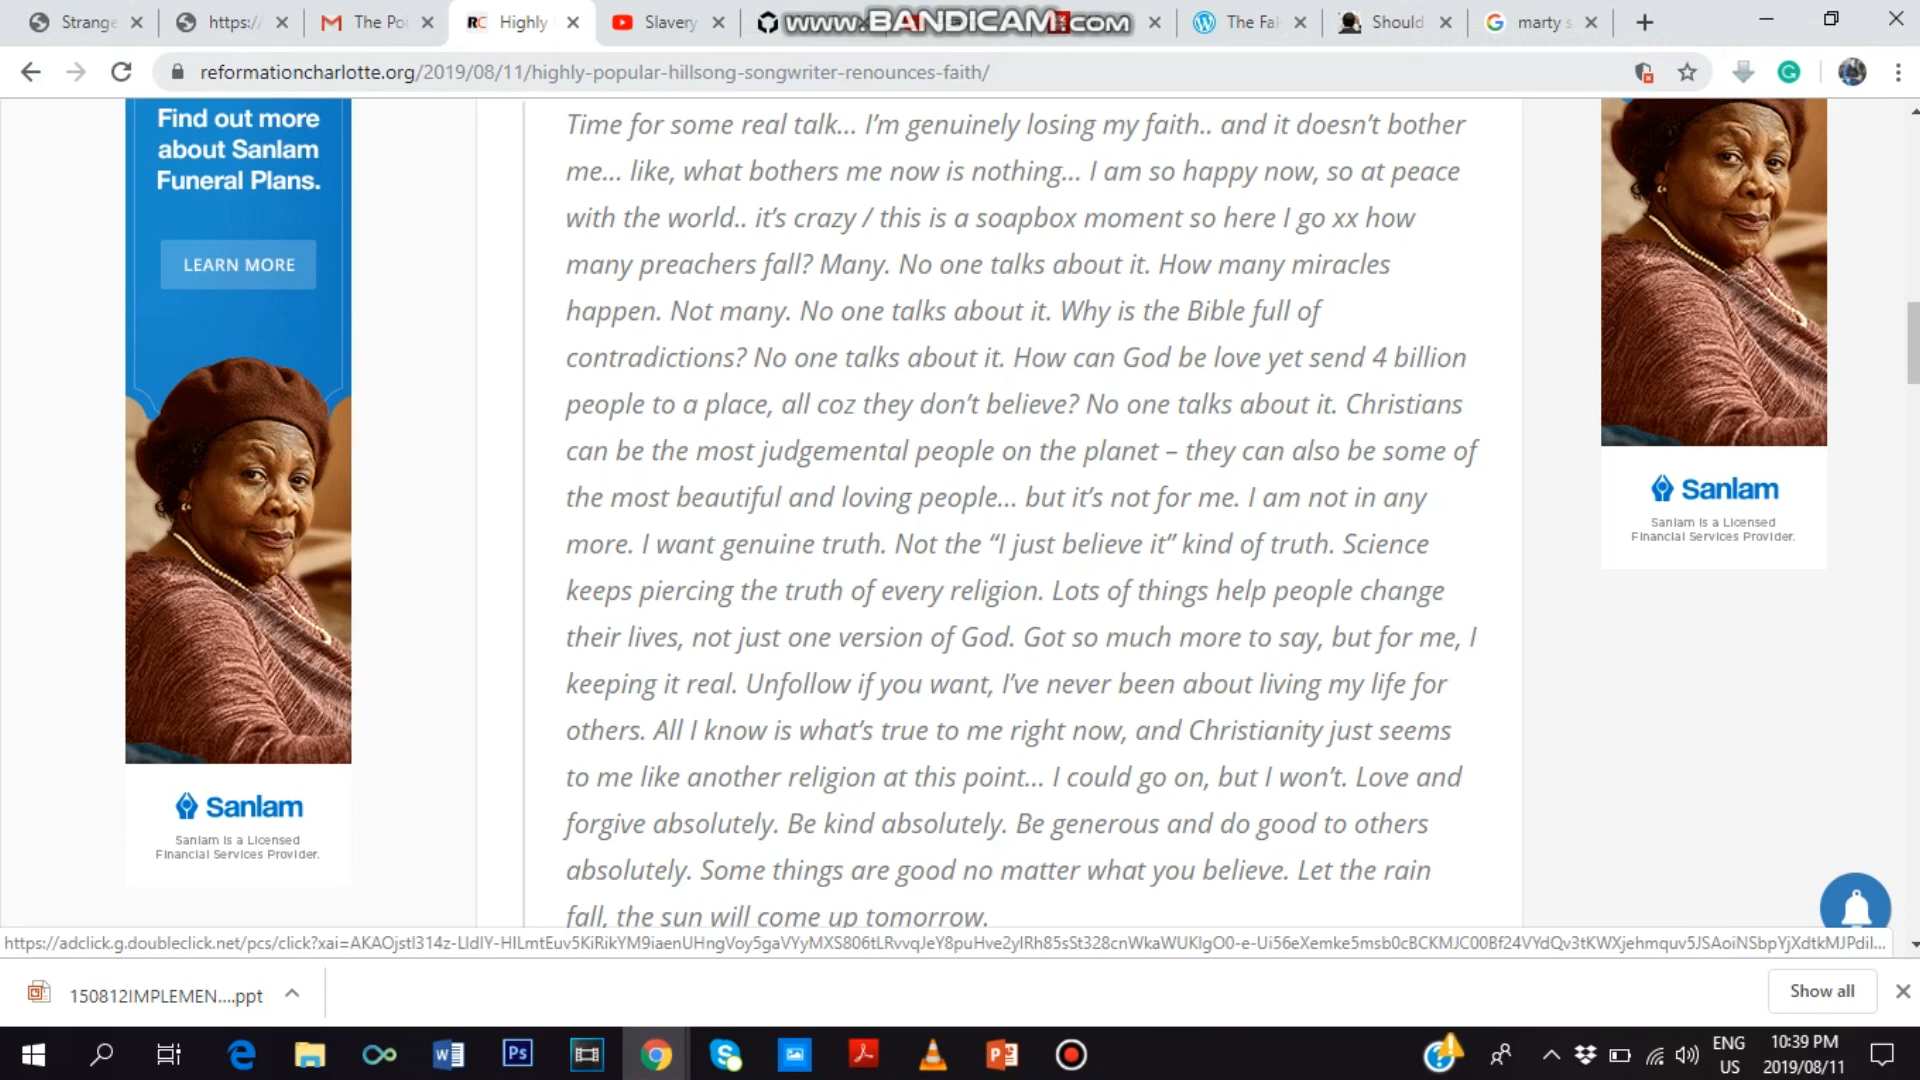 Strange
https:/
The Poi
Highly
Slavery
www.BANDICAM.com
The Fal
Should
marty s
reformationcharlotte.org/2019/08/11/highly-popular-hillsong-songwriter-renounces-faith/
Find out more
about Sanlam
Funeral Plans.
LEARN MORE
Sanlam
Sanlam is a Licensed
Financial Services Provider.
Time for some real talk... I'm genuinely losing my faith.. and it doesn't bother
me... like, what bothers me now is nothing... I am so happy now, so at peace
with the world.. it's crazy / this is a soapbox moment so here I go xx how
many preachers fall? Many. No one talks about it. How many miracles
happen. Not many. No one talks about it. Why is the Bible full of
contradictions? No one talks about it. How can God be love yet send 4 billion
people to a place, all coz they don't believe? No one talks about it. Christians
can be the most judgemental people on the planet – they can also be some of
the most beautiful and loving people... but it's not for me. I am not in any
more. I want genuine truth. Not the “I just believe it” kind of truth. Science
keeps piercing the truth of every religion. Lots of things help people change
their lives, not just one version of God. Got so much more to say, but for me, I
keeping it real. Unfollow if you want, I've never been about living my life for
others. All I know is what's true to me right now, and Christianity just seems
to me like another religion at this point... I could go on, but I won't. Love and
forgive absolutely. Be kind absolutely. Be generous and do good to others
absolutely. Some things are good no matter what you believe. Let the rain
fall, the sun will come up tomorrow.
Sanlam
Sanlam is a Licensed
Financial Services Provider.
150812IMPLEMEN....ppt
Show all
ENG
US
10:39 PM
2019/08/11